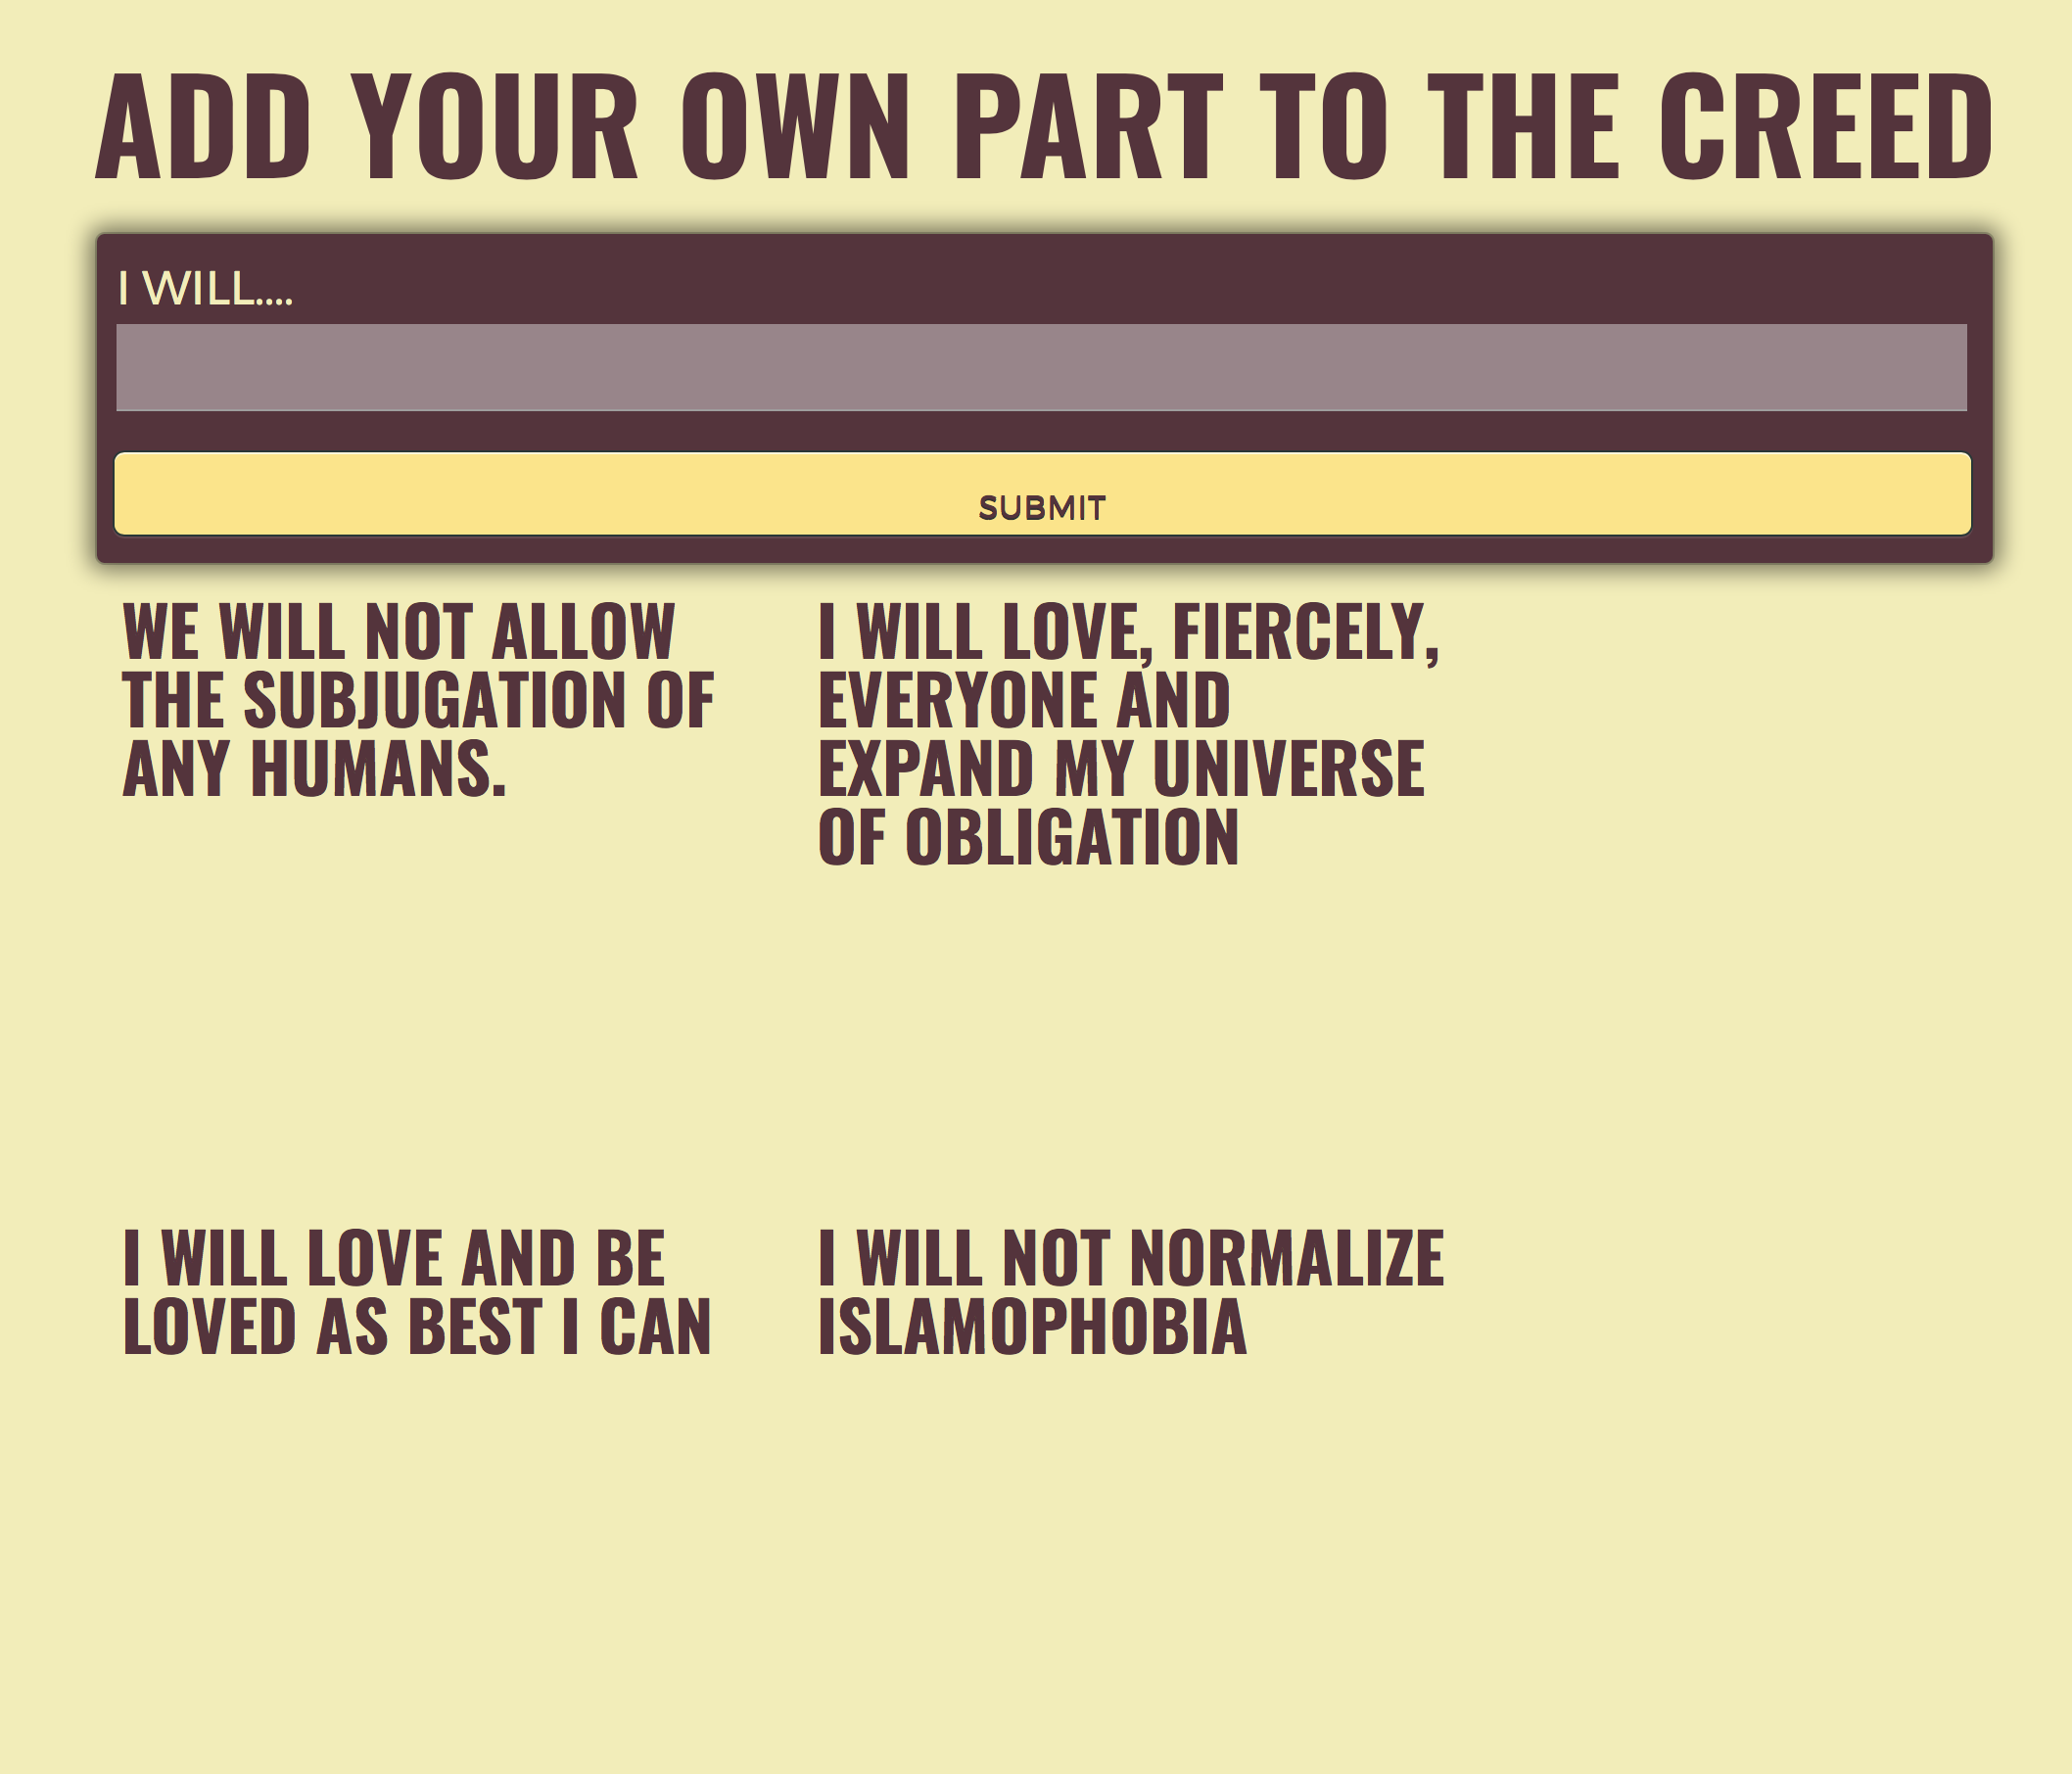 ADD YOUR OWN PART TO THE CREED
I WILL....
SUBMIT
WE WILL NOT ALLOW
THE SUBJUGATION OF
ANY HUMANS.
I WILL LOVE, FIERCELY,
EVERYONE AND
EXPAND MY UNIVERSE
OF OBLIGATION
I WILL LOVE AND BE
LOVED AS BEST I CAN
I WILL NOT NORMALIZE
ISLAMOPHOBIA